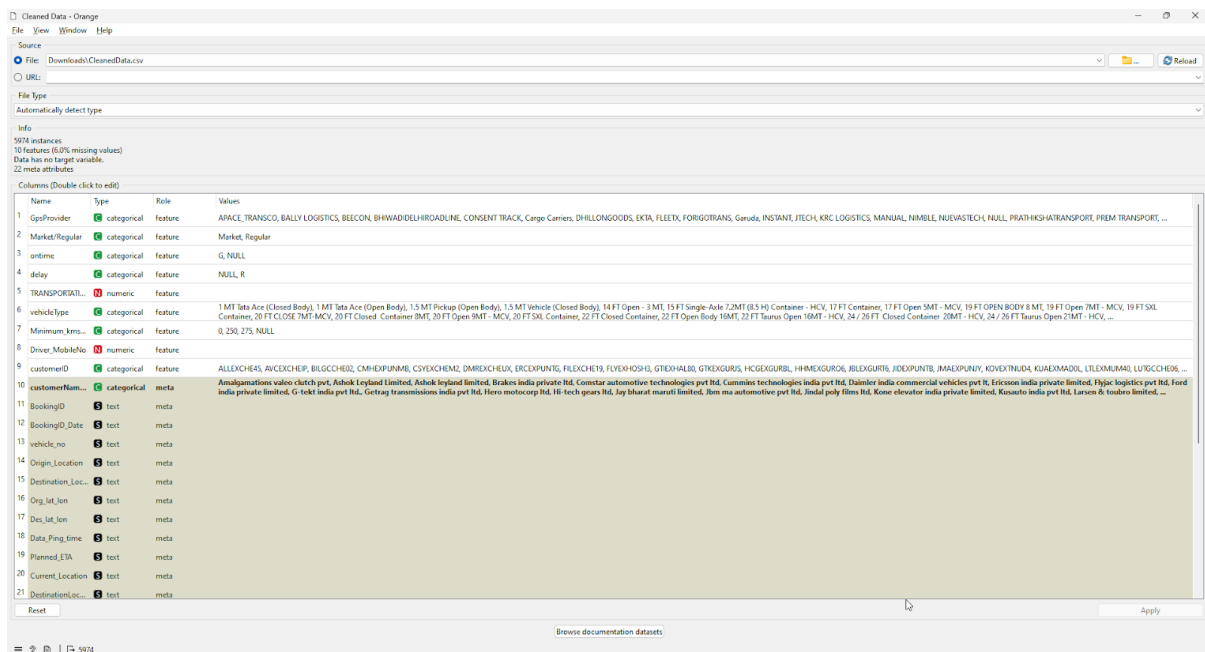 Cleaned Data - Orange
File View Window Help
Source
File: Downloads\CleanedData.csv ... Reload
URL:
File Type
Automatically detect type
Info
5974 instances
10 features (6.0% missing values)
Data has no target variable.
22 meta attributes
Columns (Double click to edit)
Name Type Role Values
1 GpsProvider C categorical feature APACE_TRANSCO, BALLY LOGISTICS, BEECON, BHIWADIDELHIROADLINE, CONSENT TRACK, Cargo Carriers, DHILLONGOODS, EKTA, FLEETX, FORIGOTRANS, Garuda, INSTANT, JTECH, KRC LOGISTICS, MANUAL, NIMBLE, NUEVASTECH, NULL, PRATHIKSHATRANSPORT, PREM TRANSPORT, ...
2 Market/Regular C categorical feature Market, Regular
3 ontime C categorical feature G, NULL
4 delay C categorical feature NULL, R
5 TRANSPORTATI... N numeric feature
6 vehicleType C categorical feature 1 MT Tata Ace (Closed Body), 1 MT Tata Ace (Open Body), 1.5 MT Pickup (Open Body), 1.5 MT Vehicle (Closed Body), 14 FT Open - 3 MT, 15 FT Single-Axle 7.2MT (8.5 H) Container - HCV, 17 FT Container, 17 FT Open 5MT - MCV, 19 FT OPEN BODY 8 MT, 19 FT Open 7MT - MCV, 19 FT SXL
Container, 20 FT CLOSE 7MT-MCV, 20 FT Closed Container 8MT, 20 FT Open 9MT - MCV, 20 FT SXL Container, 22 FT Closed Container, 22 FT Open Body 16MT, 22 FT Taurus Open 16MT - HCV, 24 / 26 FT Closed Container 20MT - HCV, 24 / 26 FT Taurus Open 21MT - HCV, ...
7 Minimum_kms... C categorical feature 0, 250, 275, NULL
8 Driver_MobileNo N numeric feature
9 customerID C categorical feature ALLEXCHE45, AVCEXCHEIP, BILGCCHE02, CMHEXPUNMB, CSYEXCHEM2, DMREXCHEUX, ERCEXPUNTG, FILEXCHE19, FLYEXHOSH3, GTIEXHAL80, GTKEXGURJS, HCGEXGURBL, HHMEXGURO6, JBLEXGURT6, JIDEXPUNTB, JMAEXPUNJY, KOVEXTNUD4, KUAEXMAD0L, LTLEXMUM40, LUTGCCHE06, ...
10 customerNam... C categorical meta Amalgamations valeo clutch pvt, Ashok Leyland Limited, Ashok leyland limited, Brakes india private ltd, Comstar automotive technologies pvt ltd, Cummins technologies india pvt ltd, Daimler india commercial vehicles pvt lt, Ericsson india private limited, Flyjac logistics pvt ltd, Ford
india private limited, G-tekt india pvt ltd., Getrag transmissions india pvt ltd, Hero motocorp ltd, Hi-tech gears ltd, Jay bharat maruti limited, Jbm ma automotive pvt ltd, Jindal poly films ltd, Kone elevator india private limited, Kusauto india pvt ltd, Larsen & toubro limited, ...
11 BookingID S text meta
12 BookingID_Date S text meta
13 vehicle_no S text meta
14 Origin_Location S text meta
15 Destination_Loc... S text meta
16 Org_lat_lon S text meta
17 Des_lat_lon S text meta
18 Data_Ping_time S text meta
19 Planned_ETA S text meta
20 Current_Location S text meta
21 DestinationLoc... S text meta
Reset Apply
Browse documentation datasets
5974